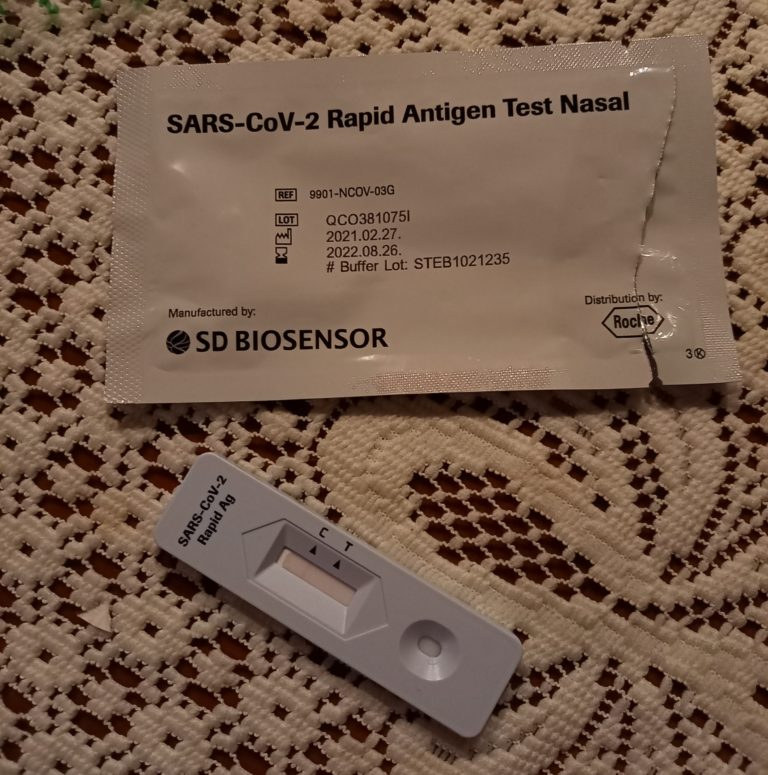 SARS-CoV-2 Rapid Antigen Test Nasal
REF 9901-NCOV-03G
LOT QCO381075I
2021.02.27.
2022.08.26.
# Buffer Lot: STEB1021235
Manufactured by:
SD BIOSENSOR
Distribution by:
Roche
3Ⓚ
SARS-CoV-2
Rapid Ag
C T